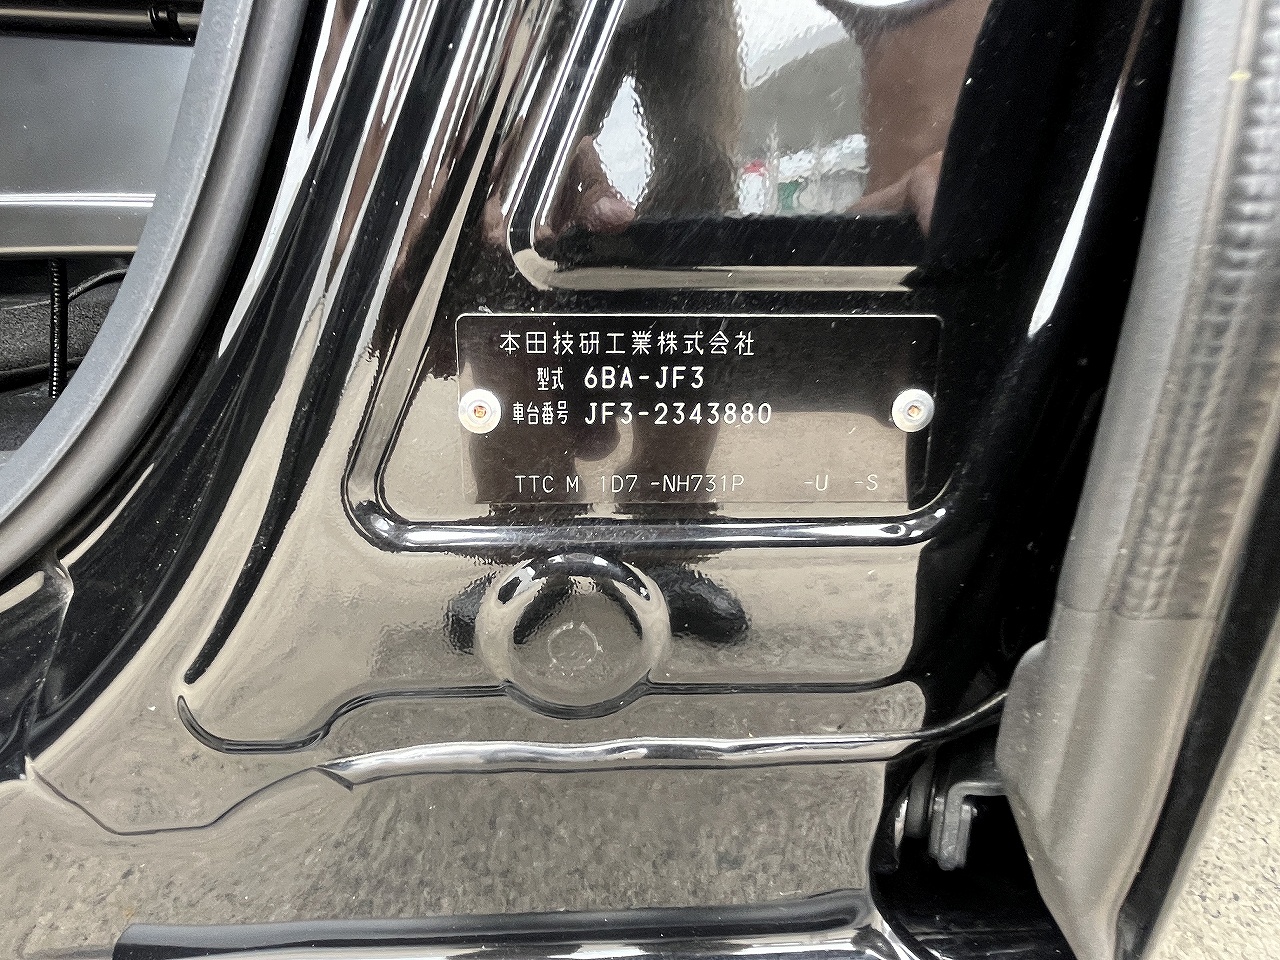 本田技研工業株式会社
型式 6BA-JF3
車台番号 JF3-2343880
TTC M 1D7 -NH731P -U -S